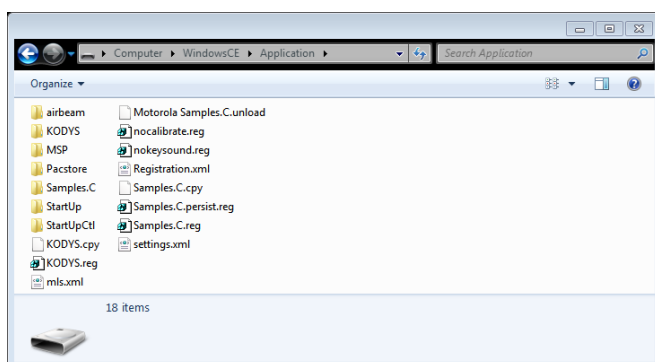 Computer WindowsCE Application
Search Application
Organize
airbeam
KODYS
MSP
Pacstore
Samples.C
StartUp
StartUpCtl
KODYS.cpy
KODYS.reg
mls.xml
Motorola Samples.C.unload
nocalibrate.reg
nokeysound.reg
Registration.xml
Samples.C.cpy
Samples.C.persist.reg
Samples.C.reg
settings.xml
18 items